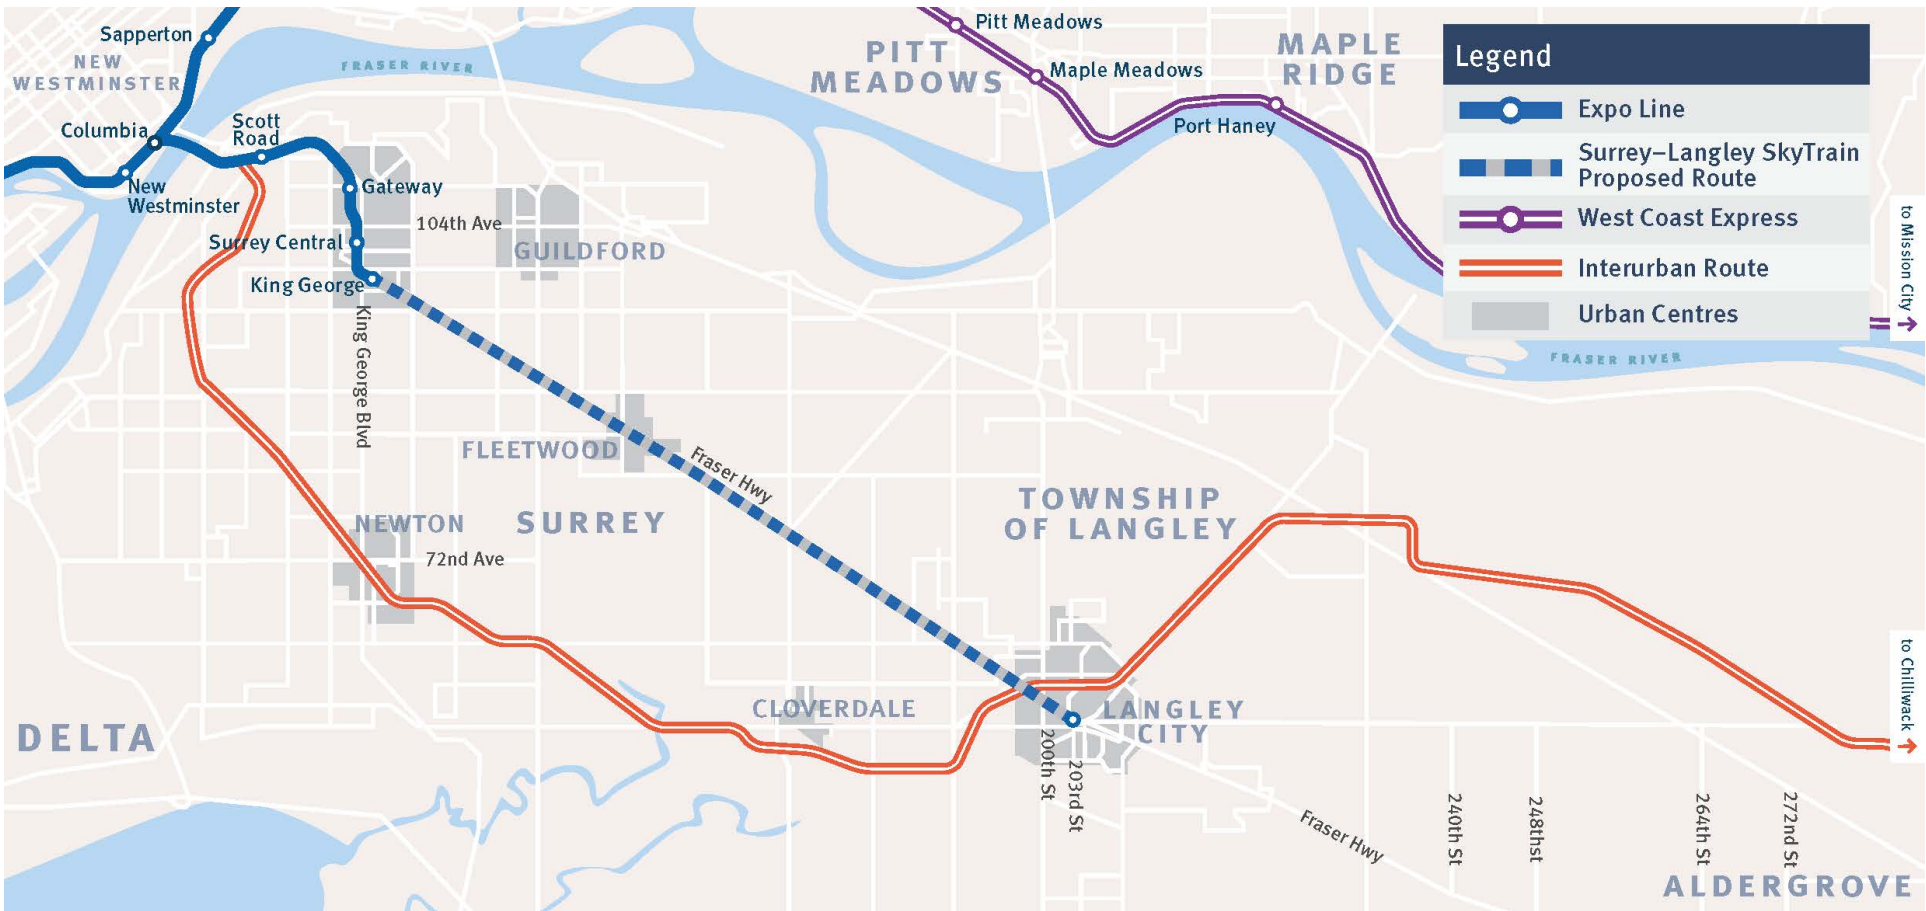 Sapperton
NEW
WESTMINSTER
FRASER RIVER
Columbia
Scott
Road
New
Westminster
Gateway
104th Ave
Surrey Central
GUILDFORD
King George
King George Blvd
PITT
MEADOWS
Pitt Meadows
Maple Meadows
MAPLE
RIDGE
Port Haney
Legend
Expo Line
Surrey–Langley SkyTrain
Proposed Route
West Coast Express
Interurban Route
Urban Centres
to Mission City
FRASER RIVER
FLEETWOOD
Fraser Hwy
NEWTON
SURREY
72nd Ave
TOWNSHIP
OF LANGLEY
DELTA
CLOVERDALE
LANGLEY
CITY
200th St
203rd St
Fraser Hwy
240th St
248thst
264th St
272nd St
to Chilliwack
ALDERGROVE